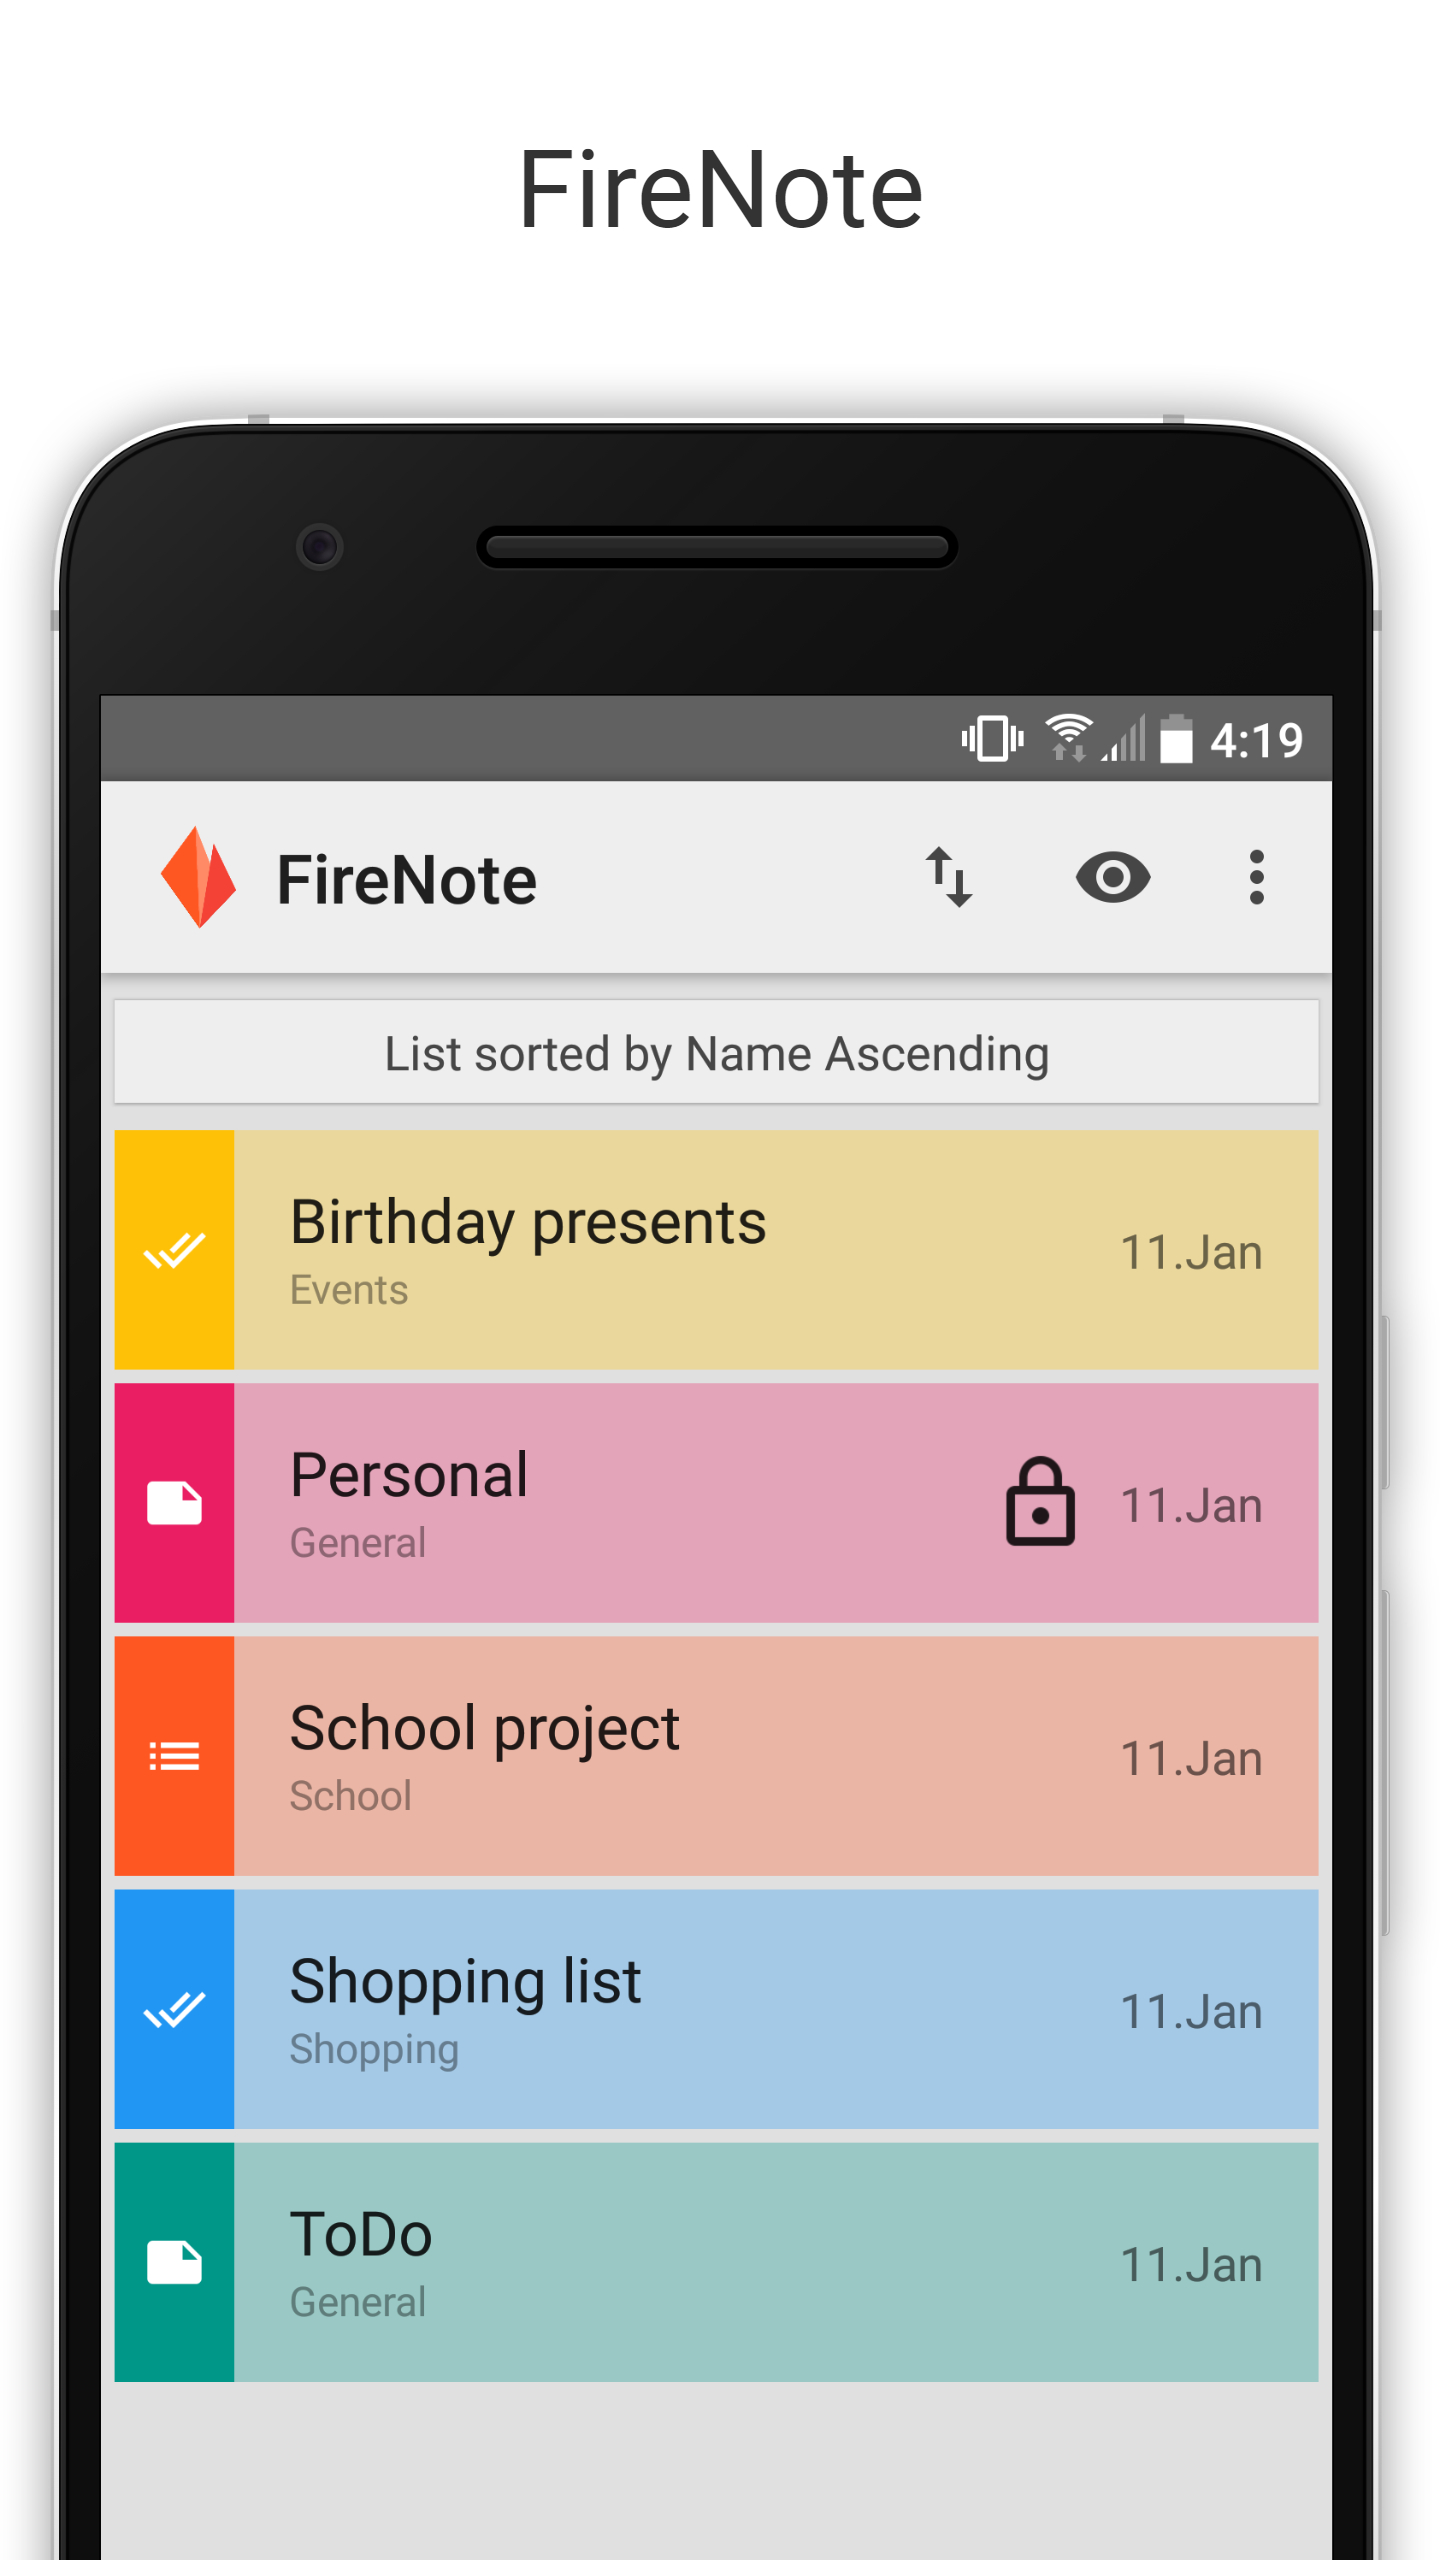 FireNote
4:19
FireNote
List sorted by Name Ascending
Birthday presents
Events
11.Jan
Personal
General
11.Jan
School project
School
11.Jan
Shopping list
Shopping
11.Jan
ToDo
General
11.Jan